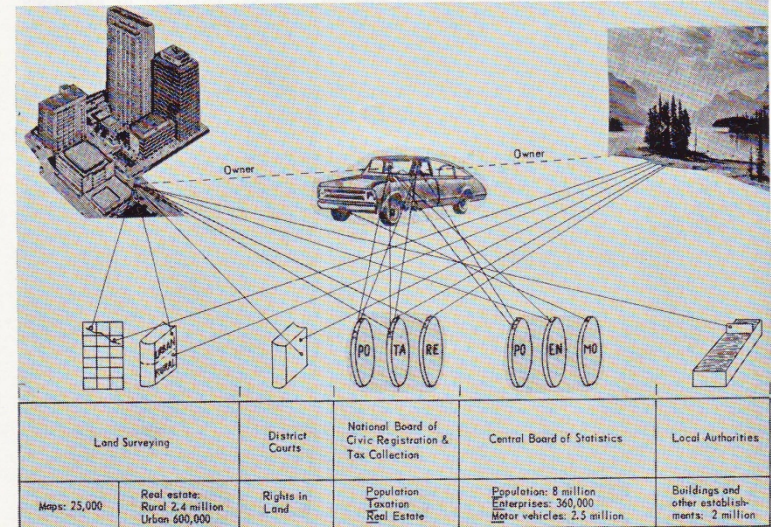 Owner
Owner
URBAN
RURAL
PO
TA
RE
PO
EN
MO
Land Surveying
District
Courts
National Board of
Civic Registration &
Tax Collection
Central Board of Statistics
Local Authorities
Maps: 25,000
Real estate:
Rural 2.4 million
Urban 600,000
Rights in
Land
Population
Taxation
Real Estate
Population: 8 million
Enterprises: 360,000
Motor vehicles: 2.5 million
Buildings and
other establish-
ments: 2 million